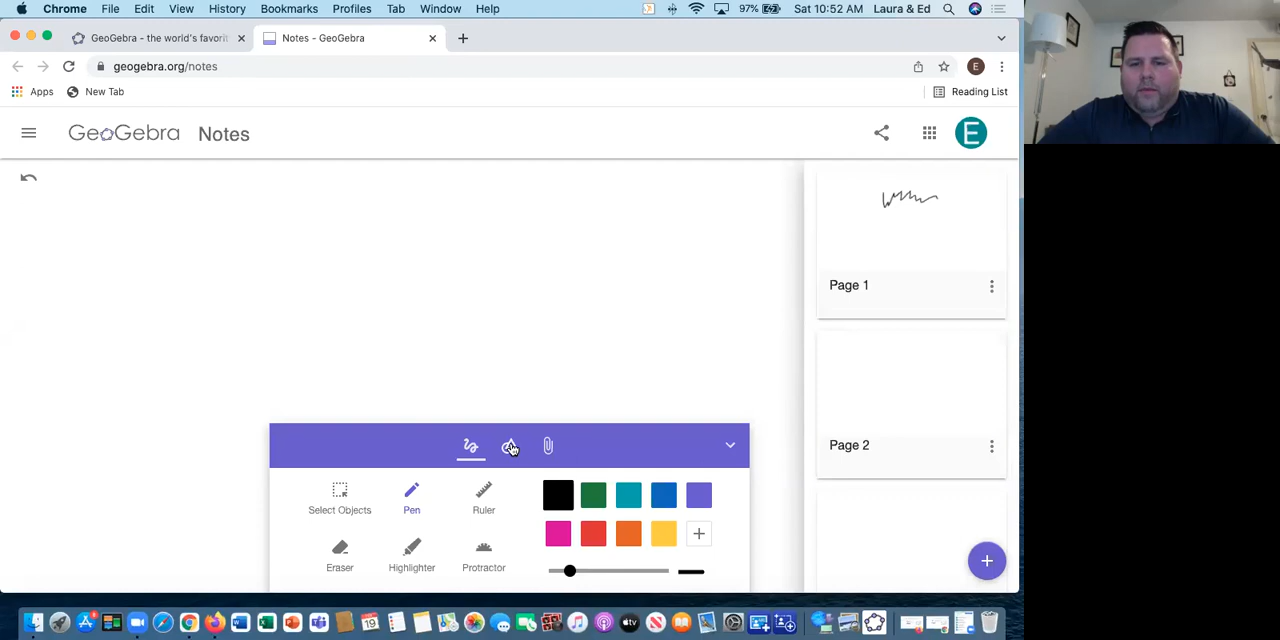 Chrome File Edit View History Bookmarks Profiles Tab Window Help 97% Sat 10:52 AM Laura & Ed
GeoGebra - the world's favorit Notes - GeoGebra
geogebra.org/notes E
Apps New Tab Reading List
GeoGebra Notes E
Page 1
Page 2
Select Objects Pen Ruler
Eraser Highlighter Protractor